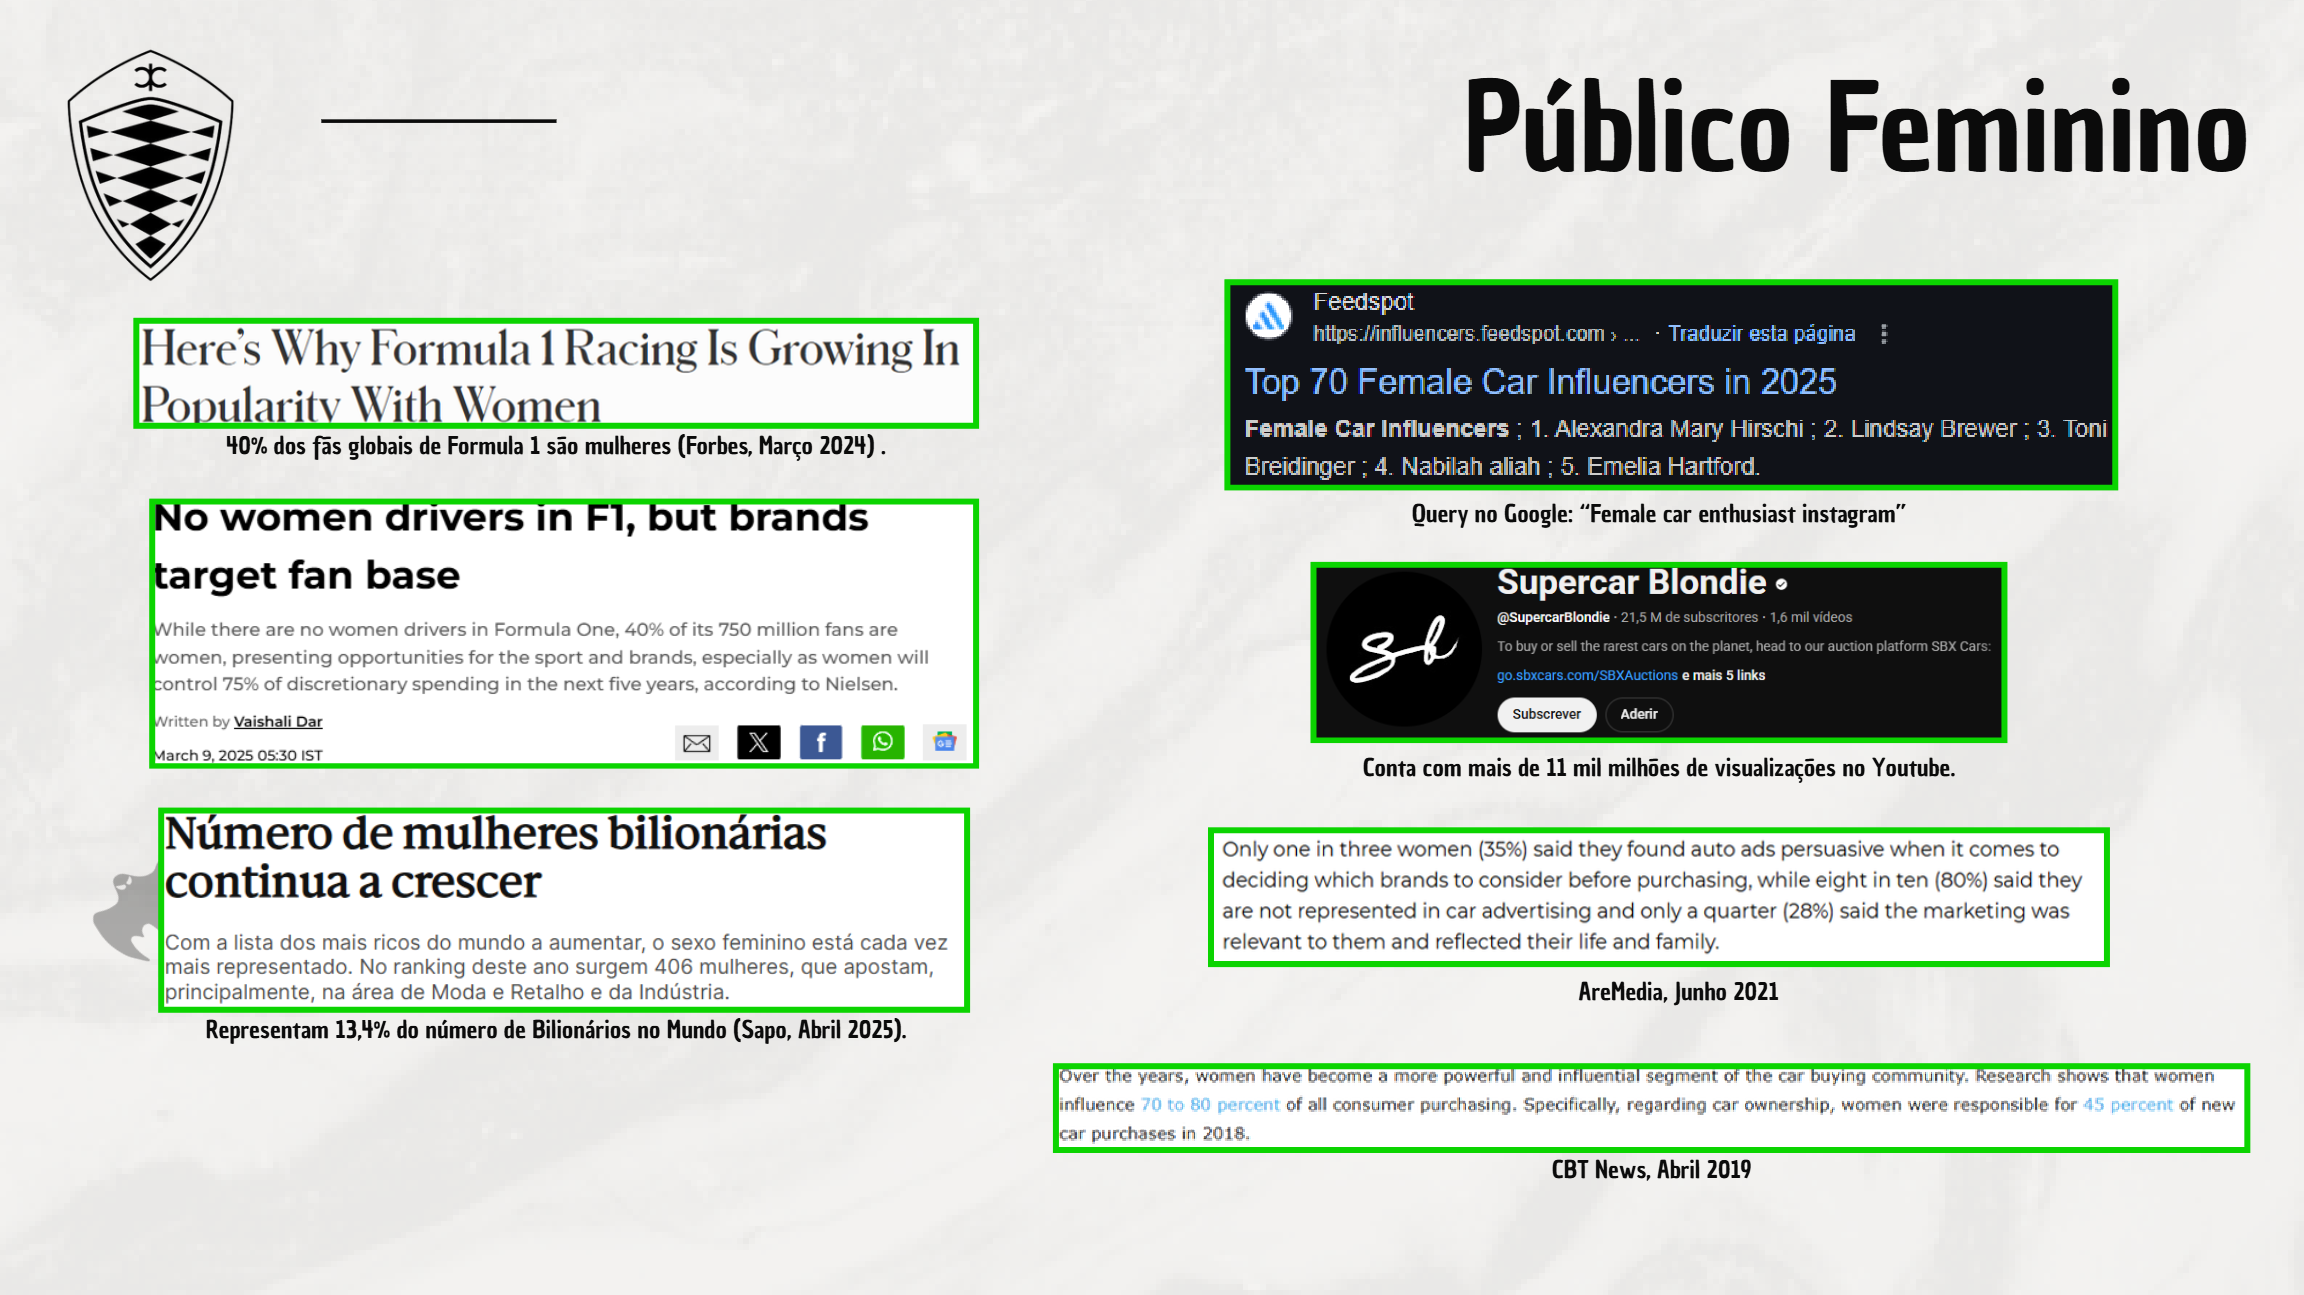 Público Feminino
Here's Why Formula 1 Racing Is Growing In
Popularity With Women
40% dos fãs globais de Formula 1 são mulheres (Forbes, Março 2024) .
No women drivers in F1, but brands
target fan base
While there are no women drivers in Formula One, 40% of its 750 million fans are
women, presenting opportunities for the sport and brands, especially as women will
control 75% of discretionary spending in the next five years, according to Nielsen.
Written by Vaishali Dar
March 9, 2025 05:30 IST
Número de mulheres bilionárias
continua a crescer
Com a lista dos mais ricos do mundo a aumentar, o sexo feminino está cada vez
mais representado. No ranking deste ano surgem 406 mulheres, que apostam,
principalmente, na área de Moda e Retalho e da Indústria.
Representam 13,4% do número de Bilionários no Mundo (Sapo, Abril 2025).
Feedspot
https://influencers.feedspot.com › ... · Traduzir esta página
Top 70 Female Car Influencers in 2025
Female Car Influencers ; 1. Alexandra Mary Hirschi ; 2. Lindsay Brewer ; 3. Toni
Breidinger ; 4. Nabilah aliah ; 5. Emelia Hartford.
Query no Google: “Female car enthusiast instagram”
Supercar Blondie
@SupercarBlondie · 21,5 M de subscritores · 1,6 mil vídeos
To buy or sell the rarest cars on the planet, head to our auction platform SBX Cars:
go.sbxcars.com/SBXAuctions e mais 5 links
Subscrever Aderir
Conta com mais de 11 mil milhões de visualizações no Youtube.
Only one in three women (35%) said they found auto ads persuasive when it comes to
deciding which brands to consider before purchasing, while eight in ten (80%) said they
are not represented in car advertising and only a quarter (28%) said the marketing was
relevant to them and reflected their life and family.
AreMedia, Junho 2021
Over the years, women have become a more powerful and influential segment of the car buying community. Research shows that women
influence 70 to 80 percent of all consumer purchasing. Specifically, regarding car ownership, women were responsible for 45 percent of new
car purchases in 2018.
CBT News, Abril 2019